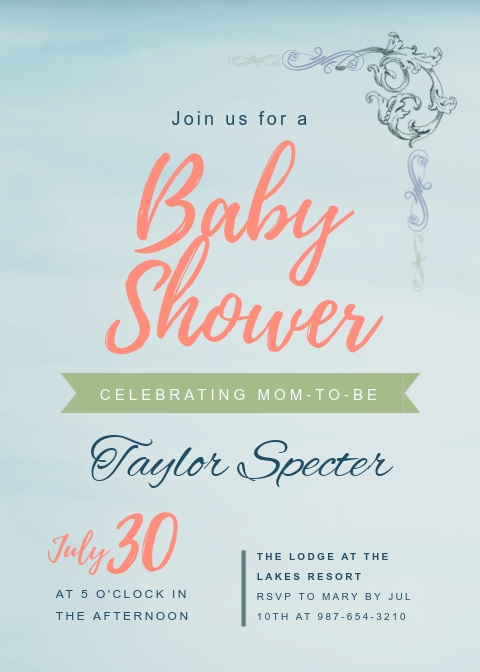 Join us for a
Baby
Shower
CELEBRATING MOM-TO-BE
Taylor Specter
July 30
AT 5 O'CLOCK IN
THE AFTERNOON
THE LODGE AT THE
LAKES RESORT
RSVP TO MARY BY JUL
10TH AT 987-654-3210